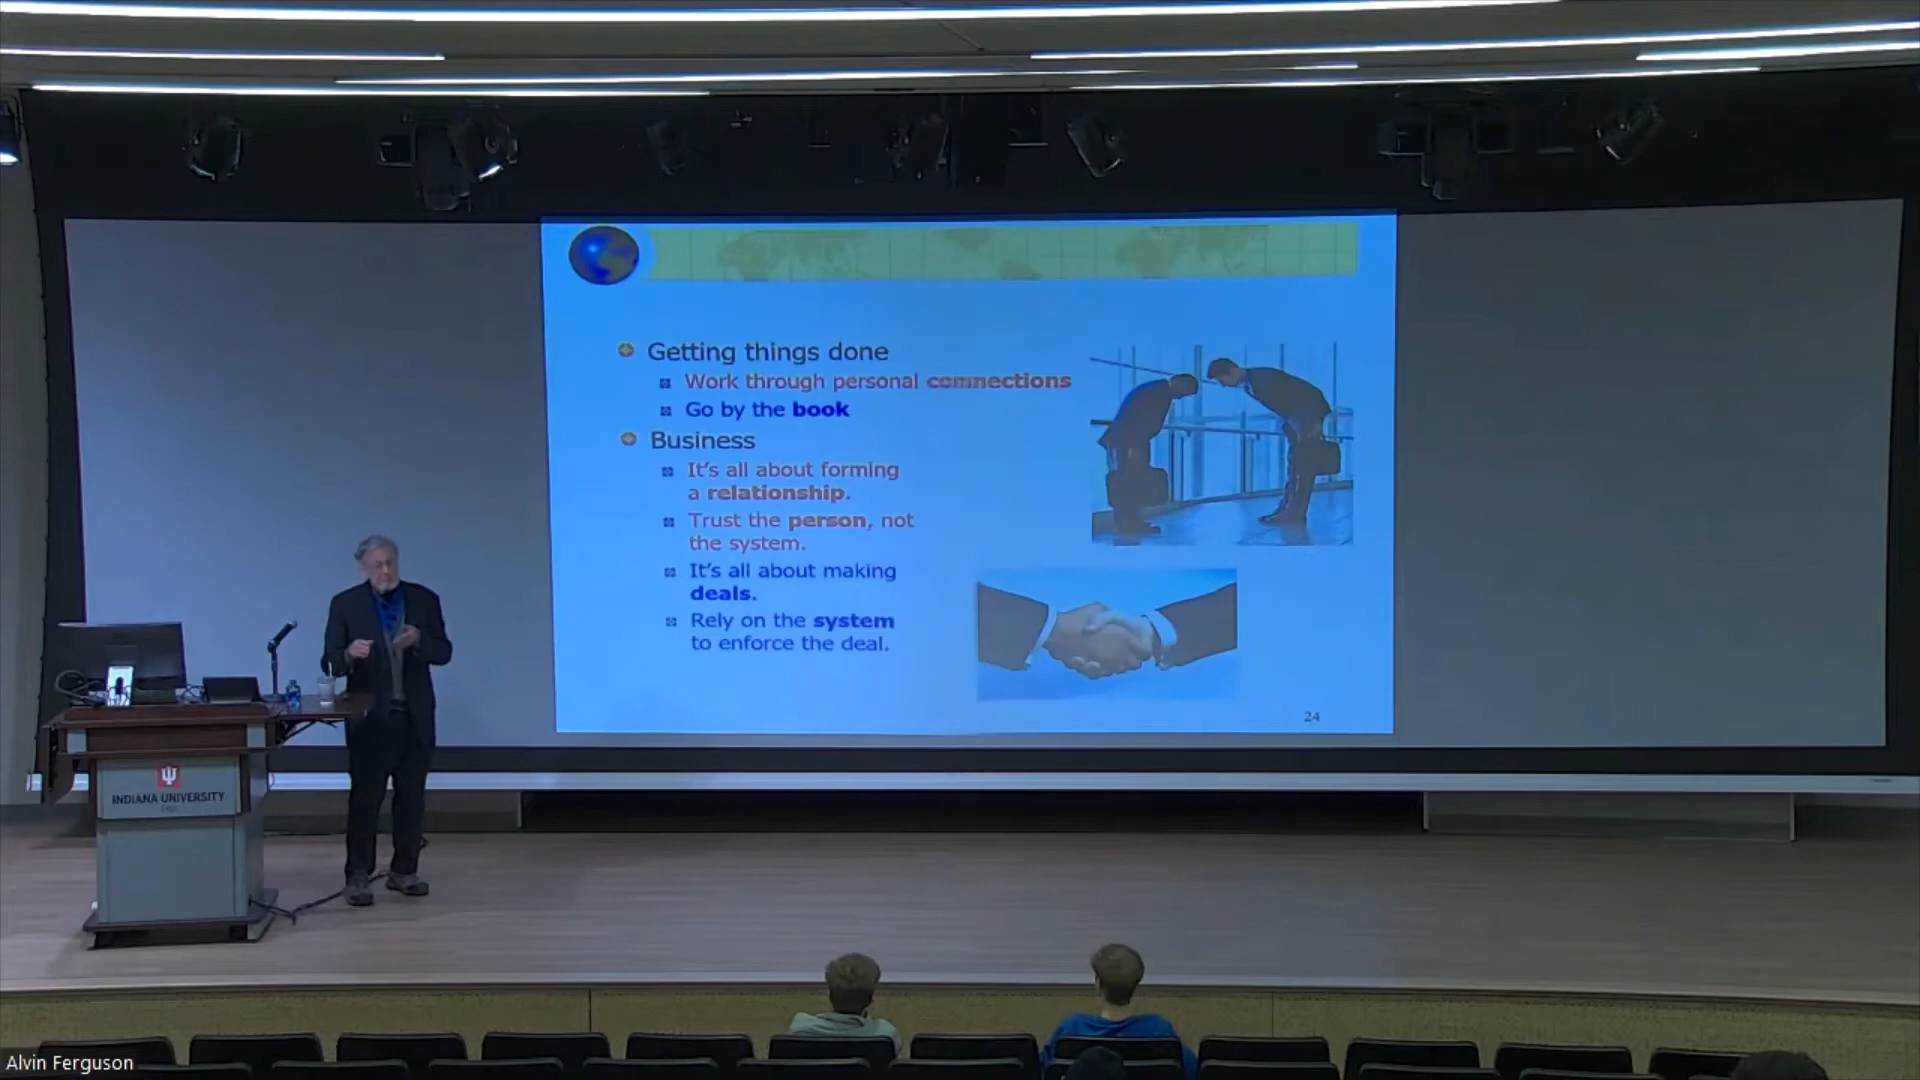 Getting things done
Work through personal connections
Go by the book
Business
It's all about forming
a relationship.
Trust the person, not
the system.
It's all about making
deals.
Rely on the system
to enforce the deal.
24
INDIANA UNIVERSITY
Alvin Ferguson